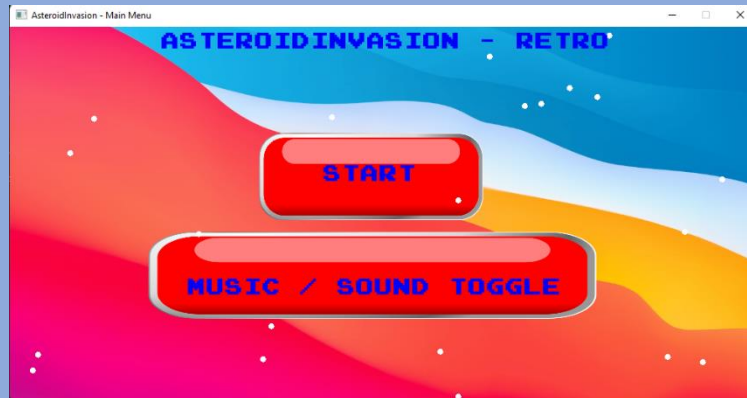 AsteroidInvasion - Main Menu
ASTEROIDINVASION - RETRO
START
MUSIC / SOUND TOGGLE